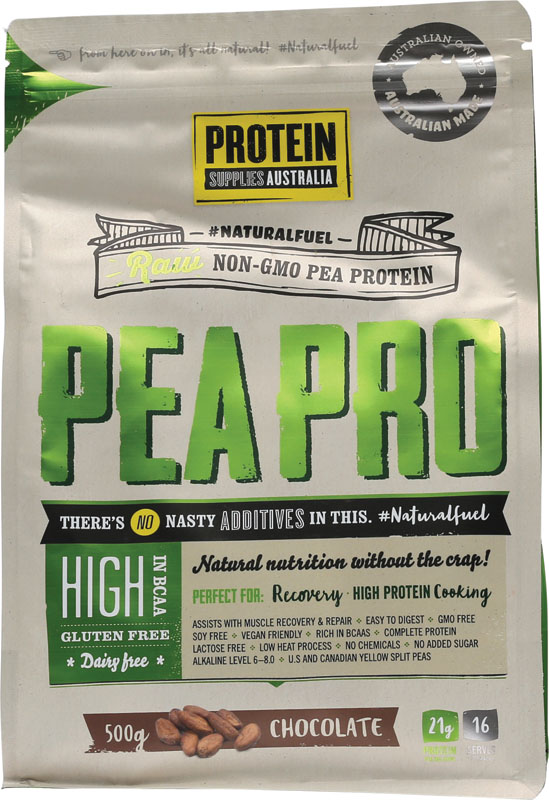 from here on in, it's all natural! #Naturalfuel
AUSTRALIAN OWNED
AUSTRALIAN MADE
PROTEIN
SUPPLIES AUSTRALIA
#NATURALFUEL
Raw NON-GMO PEA PROTEIN
PEA PRO
THERE'S NO NASTY ADDITIVES IN THIS. #Naturalfuel
HIGH IN BCAA
GLUTEN FREE
* Dairy free *
Natural nutrition without the crap!
PERFECT FOR: Recovery · HIGH PROTEIN Cooking
ASSISTS WITH MUSCLE RECOVERY & REPAIR ❖ EASY TO DIGEST ❖ GMO FREE
SOY FREE ❖ VEGAN FRIENDLY ❖ RICH IN BCAAS ❖ COMPLETE PROTEIN
LACTOSE FREE ❖ LOW HEAT PROCESS ❖ NO CHEMICALS ❖ NO ADDED SUGAR
ALKALINE LEVEL 6–8.0 ❖ U.S AND CANADIAN YELLOW SPLIT PEAS
500g CHOCOLATE
21g
16